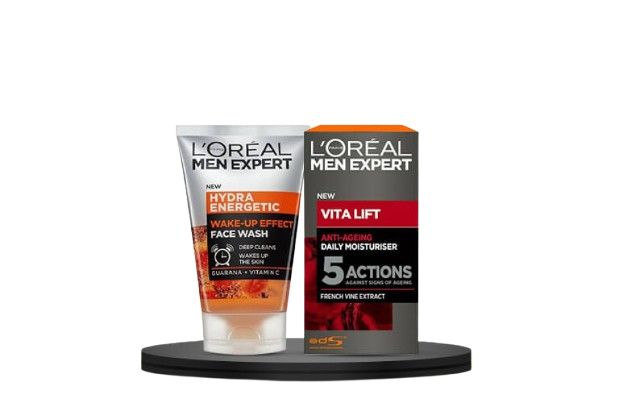 L'ORÉAL
MEN EXPERT
NEW
HYDRA
ENERGETIC
WAKE-UP EFFECT
FACE WASH
DEEP CLEANS
WAKES UP
THE SKIN
GUARANA + VITAMIN C
L'ORÉAL
MEN EXPERT
NEW
VITA LIFT
ANTI-AGEING
DAILY MOISTURISER
5 ACTIONS
AGAINST SIGNS OF AGEING
FRENCH VINE EXTRACT
adS